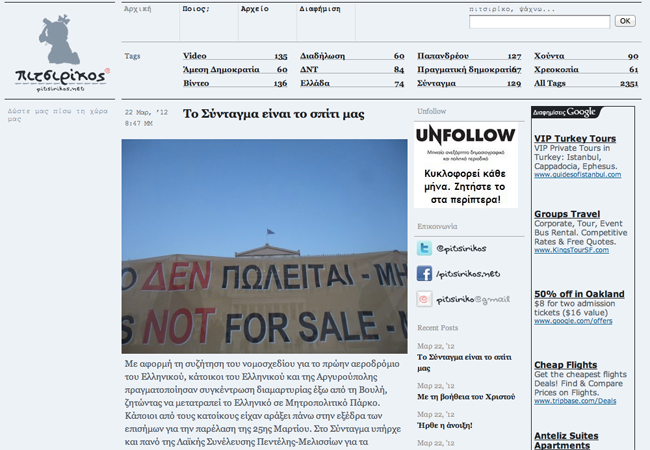 Αρχική
Ποιος;
Αρχείο
Διαφήμιση
πιτσιρίκο, ψάχνω...
OK
πιτσιρίκος
pitsirikos.net
Tags
Video 135
Διαδήλωση 60
Παπανδρέου 127
Χούντα 90
Άμεση Δημοκρατία 60
ΔΝΤ 84
Πραγματική δημοκρατία 67
Χρεοκοπία 61
Βίντεο 136
Ελλάδα 74
Σύνταγμα 129
All Tags 2351
Δώστε μας πίσω τη χώρα
μας
22 Μαρ, '12
8:47 ΜΜ
Το Σύνταγμα είναι το σπίτι μας
Ο ΔΕΝ ΠΩΛΕΙΤΑΙ - ΜΗ
S NOT FOR SALE -
Με αφορμή τη συζήτηση του νομοσχεδίου για το πρώην αεροδρόμιο
του Ελληνικού, κάτοικοι του Ελληνικού και της Αργυρούπολης
πραγματοποίησαν συγκέντρωση διαμαρτυρίας έξω από τη Βουλή,
ζητώντας να μετατραπεί το Ελληνικό σε Μητροπολιτικό Πάρκο.
Κάποιοι από τους κατοίκους είχαν αράξει πάνω στην εξέδρα των
επισήμων για την παρέλαση της 25ης Μαρτίου. Στο Σύνταγμα υπήρχε
και πανό της Λαϊκής Συνέλευσης Πεντέλης-Μελισσίων για τα
Unfollow
UNFOLLOW
Μηνιαίο ανεξάρτητο δημοσιογραφικό
και πολιτικό περιοδικό
Κυκλοφορεί κάθε
μήνα. Ζητήστε το
στα περίπτερα!
Επικοινωνία
@pitsirikos
/pitsirikos.net
pitsiriko@gmail
Recent Posts
Μαρ 22, '12
Το Σύνταγμα είναι το σπίτι
μας
Μαρ 22, '12
Με τη βοήθεια του Χριστού
Μαρ 22, '12
Ήρθε η άνοιξη!
Μαρ 22, '12
Διαφημίσεις Google
VIP Turkey Tours
VIP Private Tours in
Turkey: Istanbul,
Cappadocia, Ephesus.
www.guidesofistanbul.com
Groups Travel
Corporate, Tour, Event
Bus Rental. Competitive
Rates & Free Quotes.
www.KingsTourSF.com
50% off in Oakland
$8 for two admission
tickets ($16 value)
www.google.com/offers
Cheap Flights
Get the cheapest flights
Deals! Find & Compare
Prices on Flights.
www.tripbase.com/Deals
Anteliz Suites
Apartments